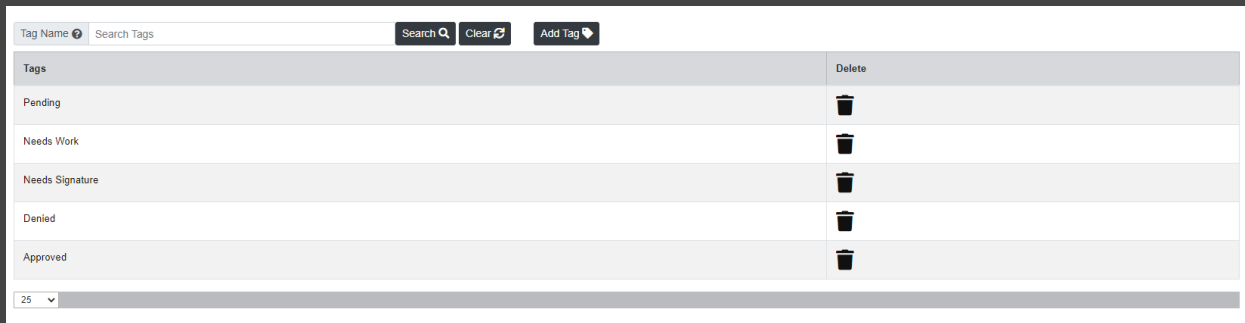 Tag Name Search Tags Search Clear Add Tag
Tags Delete
Pending
Needs Work
Needs Signature
Denied
Approved
25